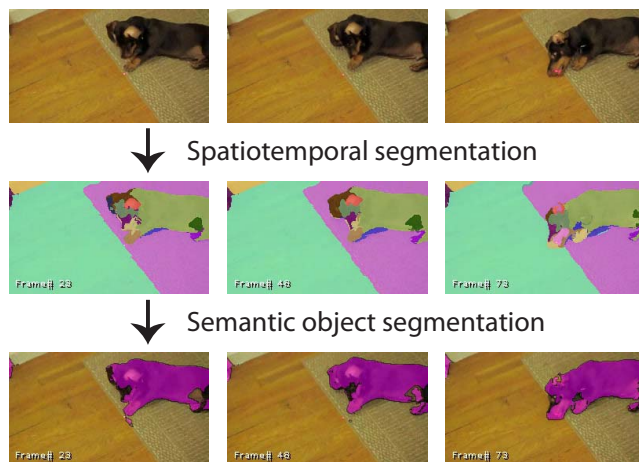 Spatiotemporal segmentation
Frame# 23
Frame# 48
Frame# 73
Semantic object segmentation
Frame# 23
Frame# 48
Frame# 73